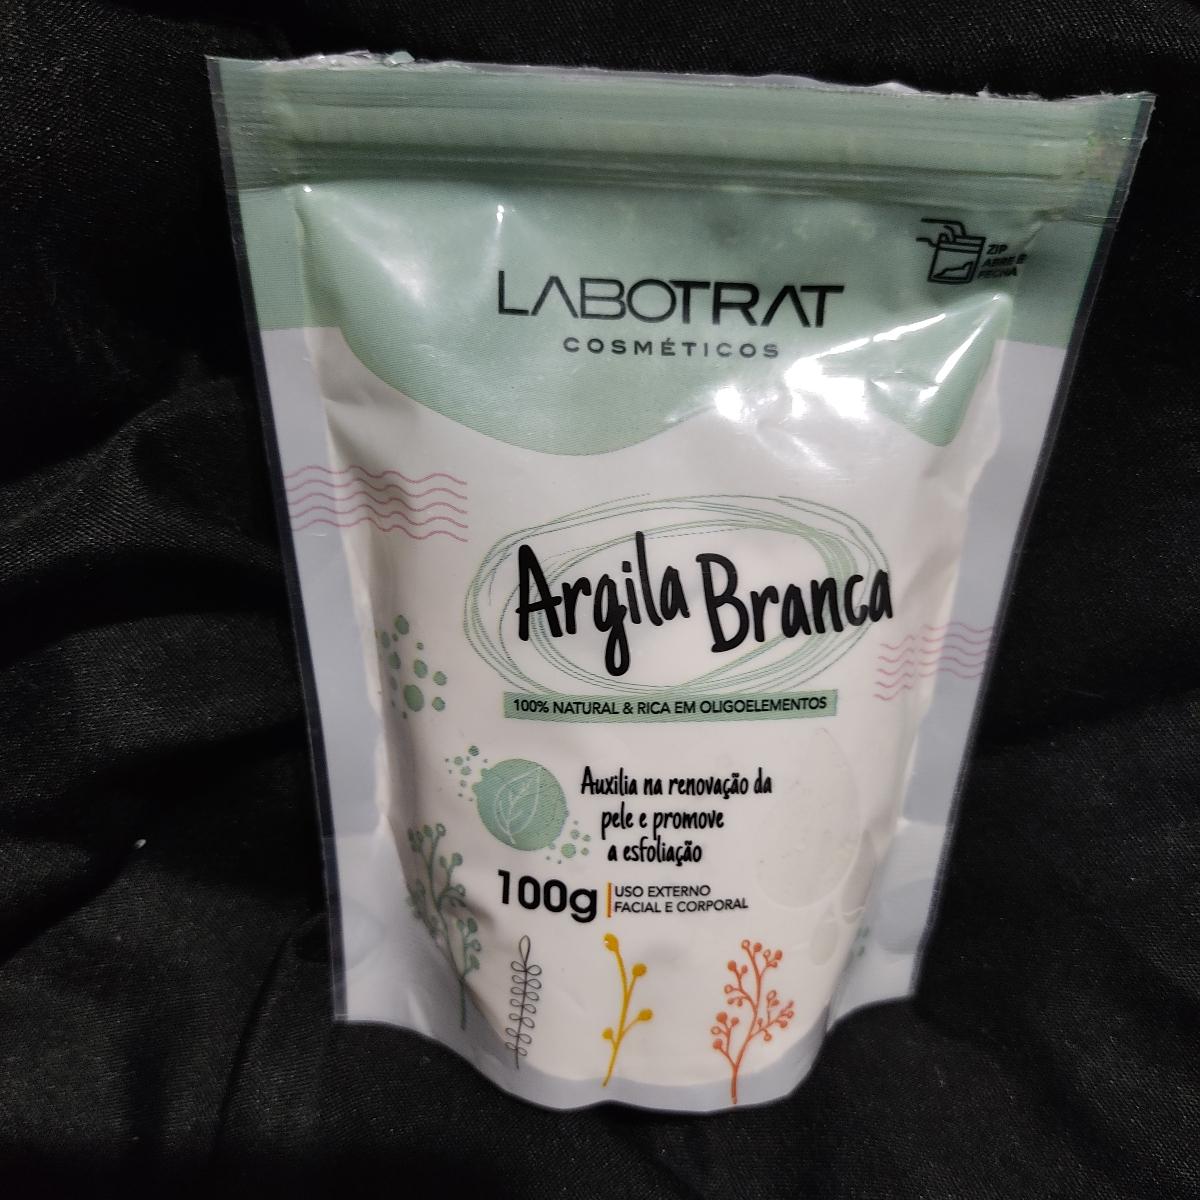 LABOTRAT
COSMÉTICOS
ZIP
ABRE E
FECHA
Argila Branca
100% NATURAL & RICA EM OLIGOELEMENTOS
Auxilia na renovação da
pele e promove
a esfoliação
100g
USO EXTERNO
FACIAL E CORPORAL